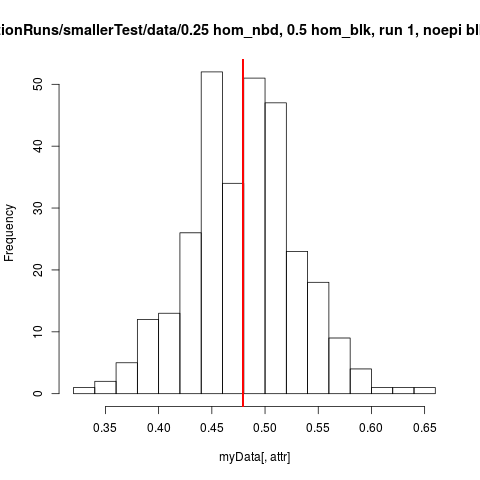 tionRuns/smallerTest/data/0.25 hom_nbd, 0.5 hom_blk, run 1, noepi bl
Frequency
50
40
30
20
10
0
0.35 0.40 0.45 0.50 0.55 0.60 0.65
myData[, attr]